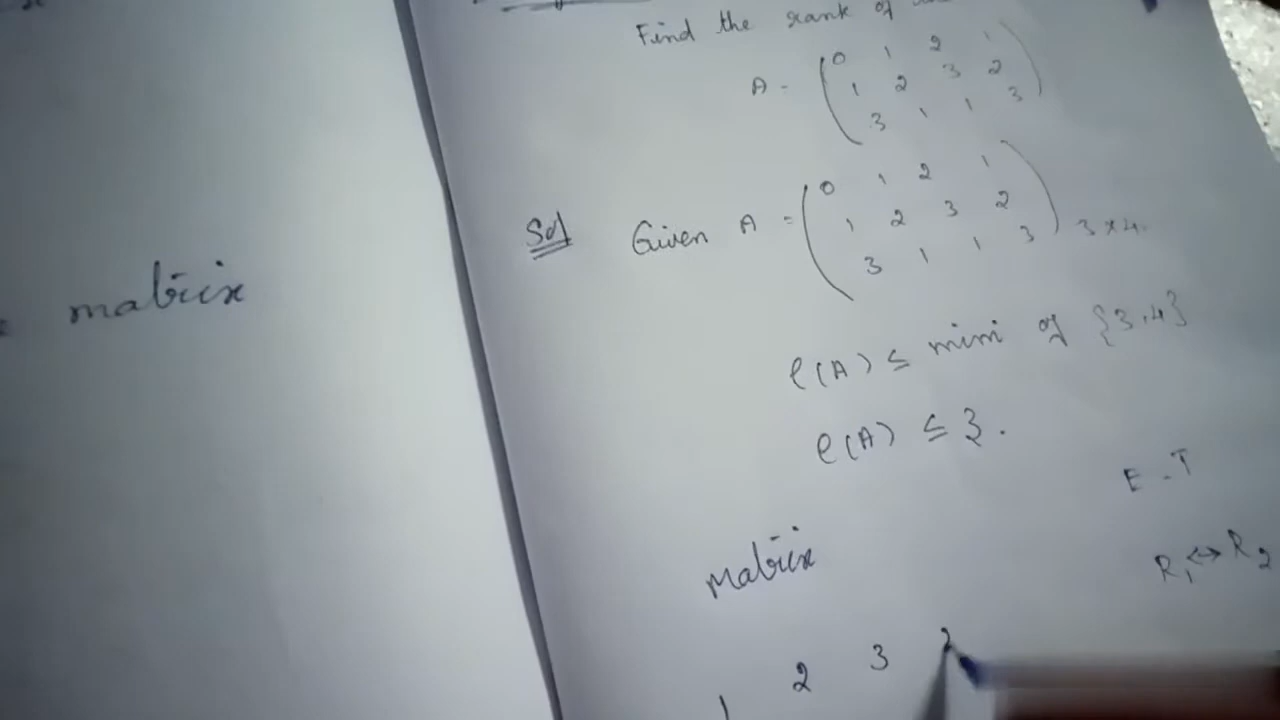 matrix
Find the rank of
A = ( 0 1 2 1
1 2 3 2
3 1 1 3 )
Sol Given A = ( 0 1 2 1
1 2 3 2
3 1 1 3 ) 3×4.
ρ(A) ≤ mini of {3,4}
ρ(A) ≤ 3.
Matrix E.T
R₁↔R₂
1 2 3 2